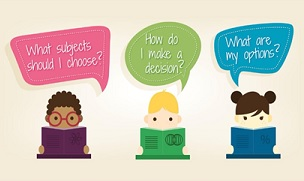 What subjects
should I choose?
How do
I make a
decision?
What are
my options?